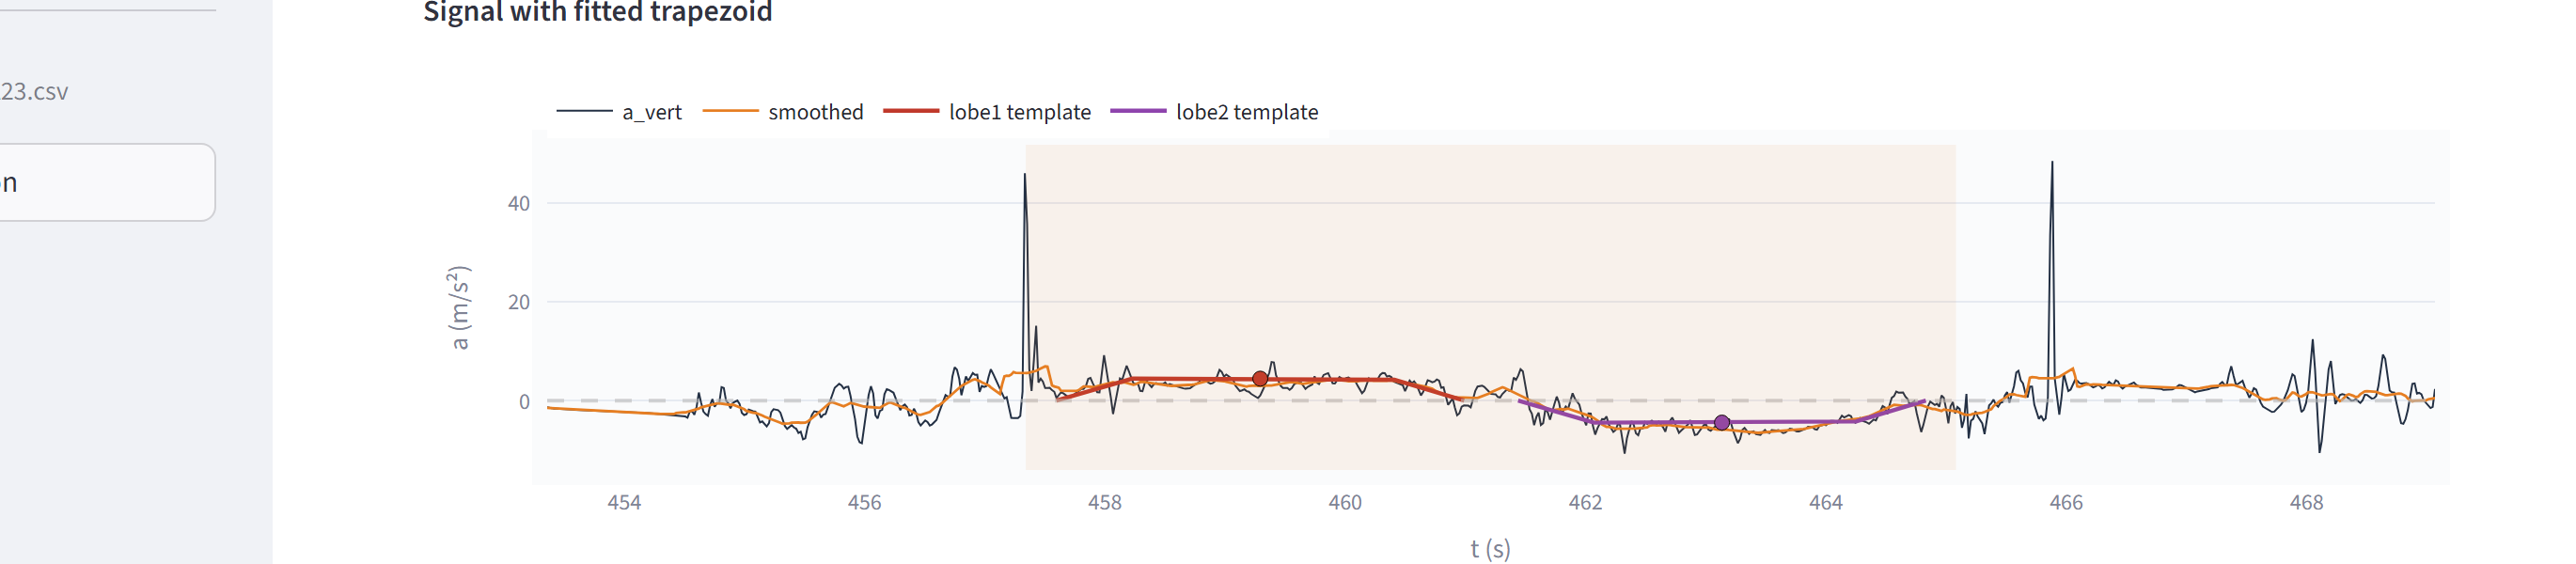 Signal with fitted trapezoid
23.csv
n
a_vert smoothed lobe1 template lobe2 template
40
20
0
a (m/s²)
454 456 458 460 462 464 466 468
t (s)